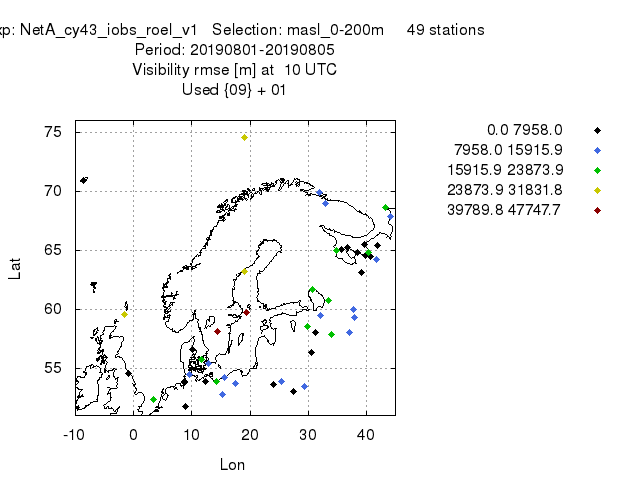 xp: NetA_cy43_iobs_roel_v1 Selection: masl_0-200m 49 stations
Period: 20190801-20190805
Visibility rmse [m] at 10 UTC
Used {09} + 01
0.0 7958.0
7958.0 15915.9
15915.9 23873.9
23873.9 31831.8
39789.8 47747.7
75
70
65
60
55
Lat
-10 0 10 20 30 40
Lon